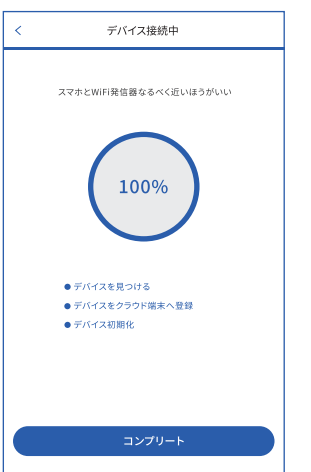 デバイス接続中
スマホとWiFi発信器なるべく近いほうがいい
100%
● デバイスを見つける
● デバイスをクラウド端末へ登録
● デバイス初期化
コンプリート